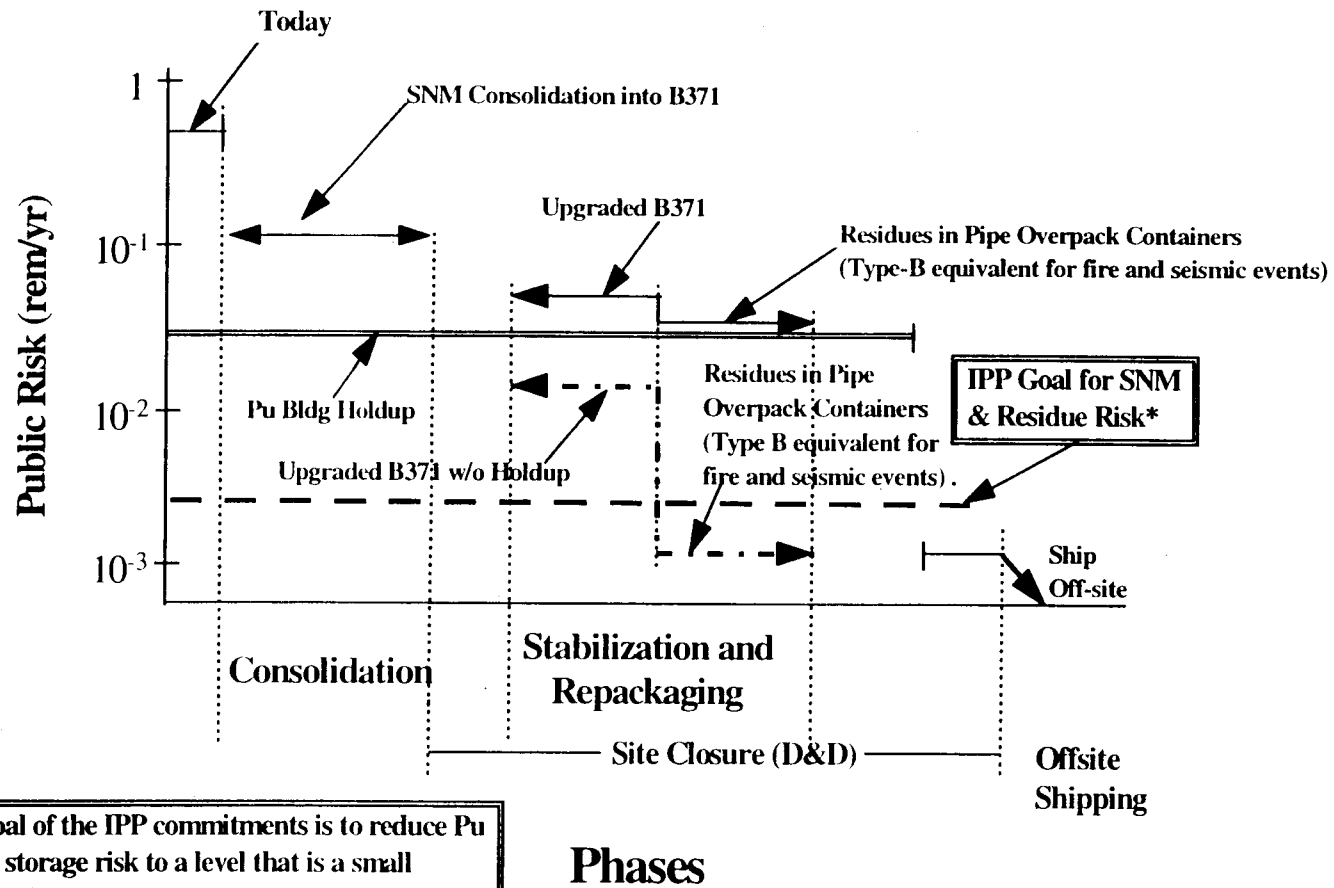 Today
1
SNM Consolidation into B371
Upgraded B371
Residues in Pipe Overpack Containers
(Type-B equivalent for fire and seismic events)
10-1
Public Risk (rem/yr)
Residues in Pipe
Overpack Containers
(Type B equivalent for
fire and seismic events) .
IPP Goal for SNM
& Residue Risk*
Pu Bldg Holdup
10-2
Upgraded B371 w/o Holdup
10-3
Ship
Off-site
Consolidation
Stabilization and
Repackaging
Site Closure (D&D)
Offsite
Shipping
Phases
of the IPP commitments is to reduce Pu
storage risk to a level that is a small